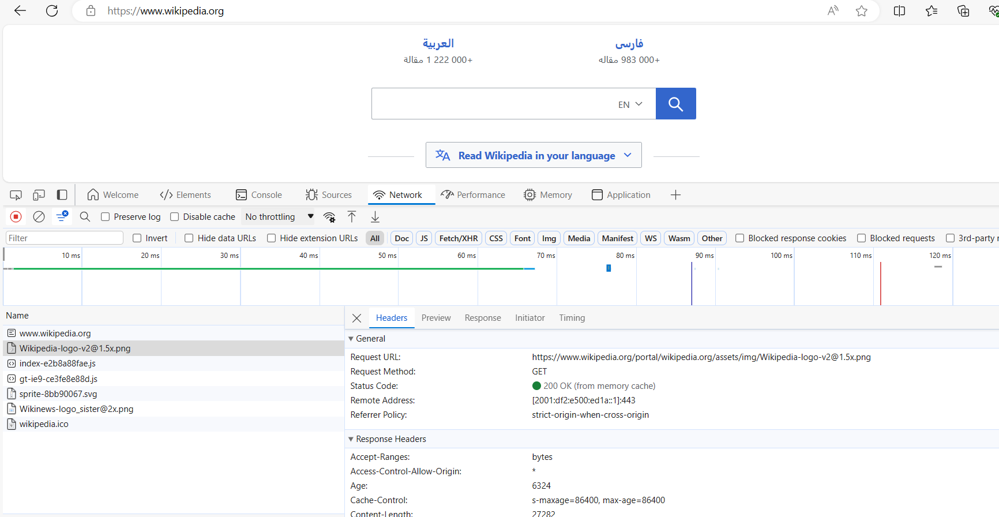 https://www.wikipedia.org
العربية
فارسی
1 222 000+ مقالة
983 000+ مقاله
EN
Read Wikipedia in your language
Welcome
Elements
Console
Sources
Network
Performance
Memory
Application
Preserve log
Disable cache
No throttling
Filter
Invert
Hide data URLs
Hide extension URLs
All
Doc
JS
Fetch/XHR
CSS
Font
Img
Media
Manifest
WS
Wasm
Other
Blocked response cookies
Blocked requests
3rd-party
10 ms
20 ms
30 ms
40 ms
50 ms
60 ms
70 ms
80 ms
90 ms
100 ms
110 ms
120 ms
Name
www.wikipedia.org
Wikipedia-logo-v2@1.5x.png
index-e2b8a88fae.js
gt-ie9-ce3fe8e88d.js
sprite-8bb90067.svg
Wikinews-logo_sister@2x.png
wikipedia.ico
Headers
Preview
Response
Initiator
Timing
General
Request URL: https://www.wikipedia.org/portal/wikipedia.org/assets/img/Wikipedia-logo-v2@1.5x.png
Request Method: GET
Status Code: 200 OK (from memory cache)
Remote Address: [2001:df2:e500:ed1a::1]:443
Referrer Policy: strict-origin-when-cross-origin
Response Headers
Accept-Ranges: bytes
Access-Control-Allow-Origin: *
Age: 6324
Cache-Control: s-maxage=86400, max-age=86400
Content-Length: 27282